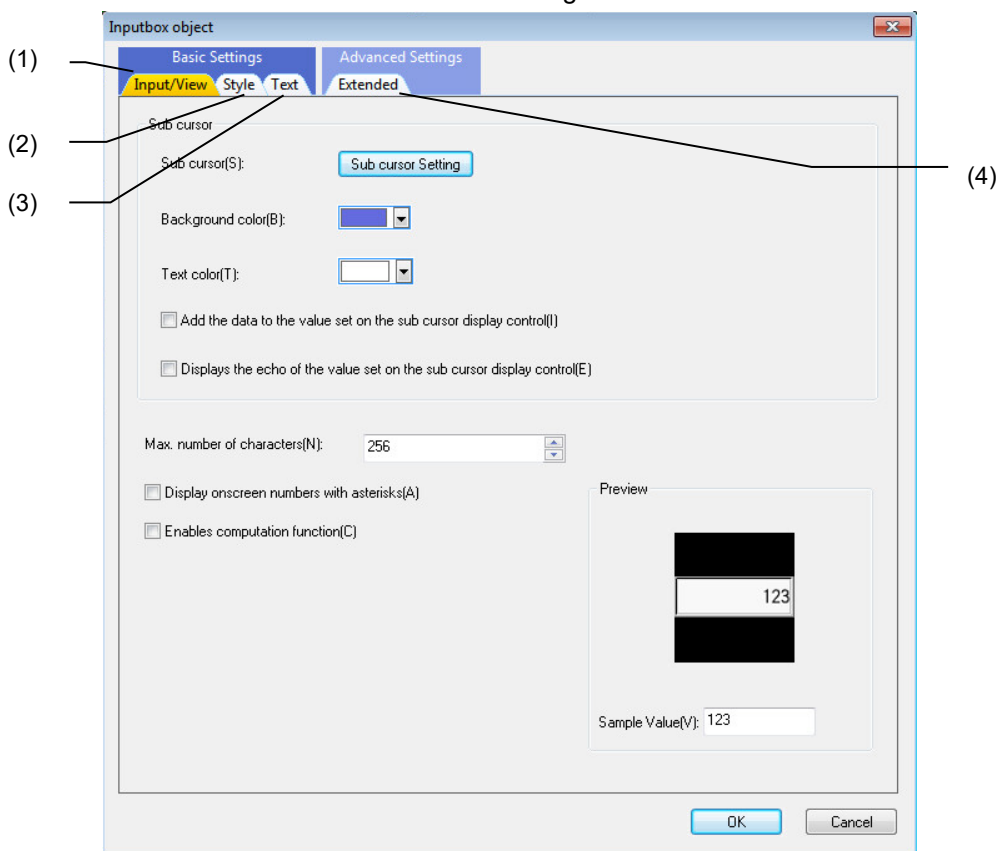 Inputbox object
(1)
Basic Settings
Advanced Settings
Input/View Style Text
Extended
(2)
Sub cursor
(3)
Sub cursor(S):
Sub cursor Setting
(4)
Background color(B):
Text color(T):
Add the data to the value set on the sub cursor display control(I)
Displays the echo of the value set on the sub cursor display control(E)
Max. number of characters(N):
256
Display onscreen numbers with asterisks(A)
Enables computation function(C)
Preview
123
Sample Value(V): 123
OK
Cancel